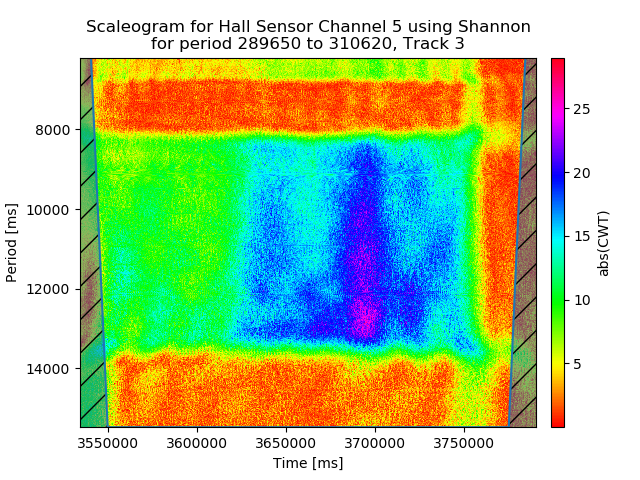 Scaleogram for Hall Sensor Channel 5 using Shannon
for period 289650 to 310620, Track 3
8000
10000
12000
14000
Period [ms]
3550000 3600000 3650000 3700000 3750000
Time [ms]
25
20
15
10
5
abs(CWT)